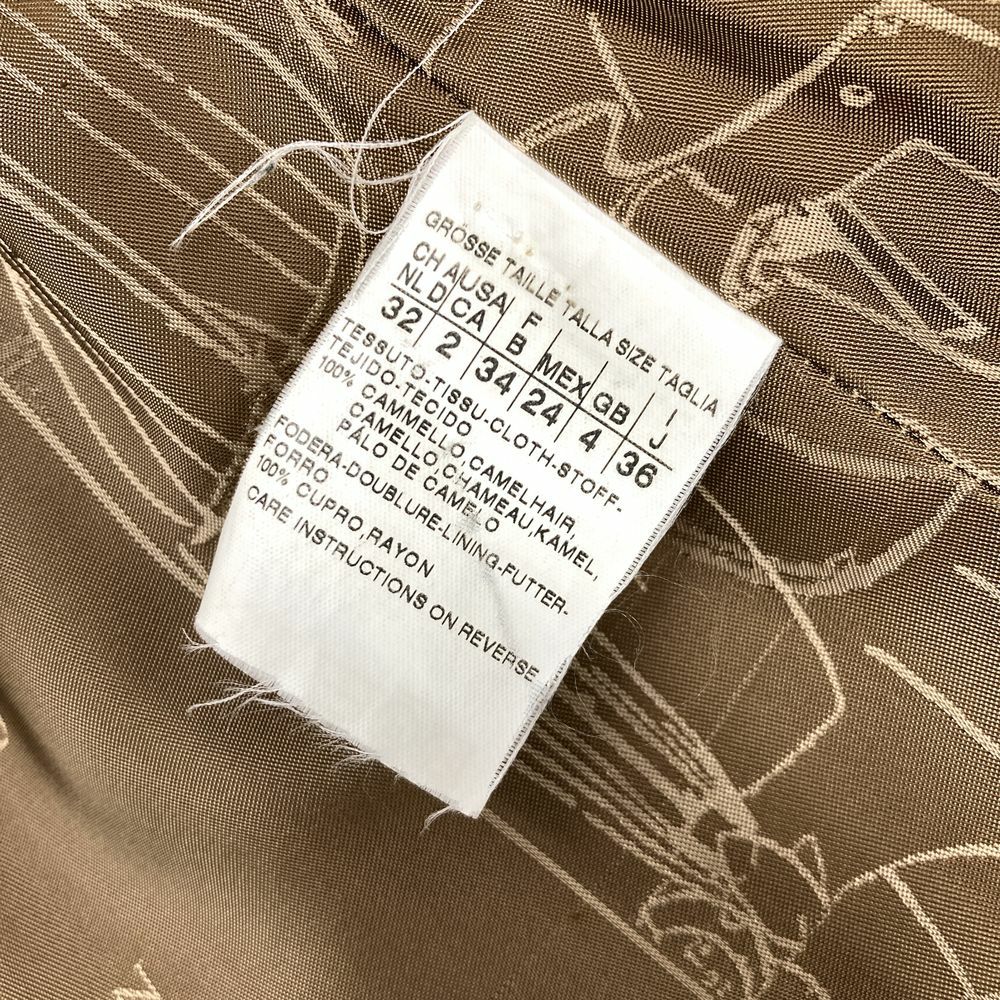 GRÖSSE TAILLE TALLA SIZE TAGLIA
CH A USA F MEX GB I
NL D CA B J
32 2 34 24 4 36
TESSUTO-TISSU-CLOTH-STOFF-
TEJIDO-TECIDO
100% CAMMELLO,CAMELHAIR,
CAMELLO,CHAMEAU,KAMEL,
PÁLO DE CAMELO
FODERA-DOUBLURE-LINING-FUTTER-
FORRO
100% CUPRO,RAYON
CARE INSTRUCTIONS ON REVERSE